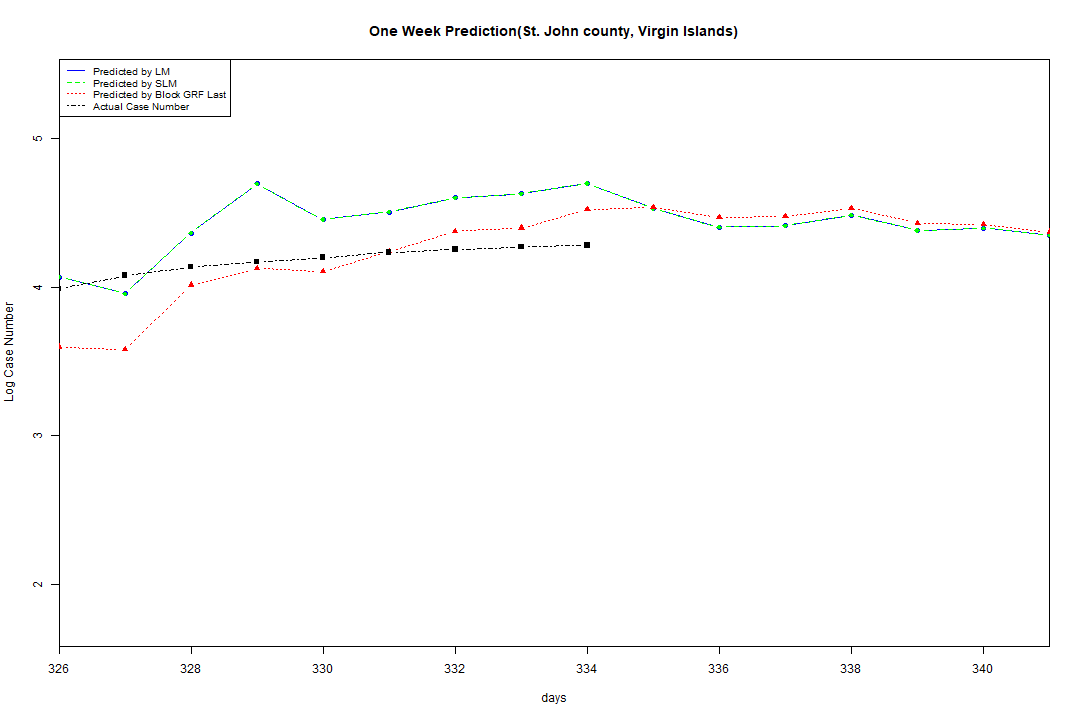 One Week Prediction(St. John county, Virgin Islands)
Predicted by LM
Predicted by SLM
Predicted by Block GRF Last
Actual Case Number
5
4
3
2
Log Case Number
326 328 330 332 334 336 338 340
days